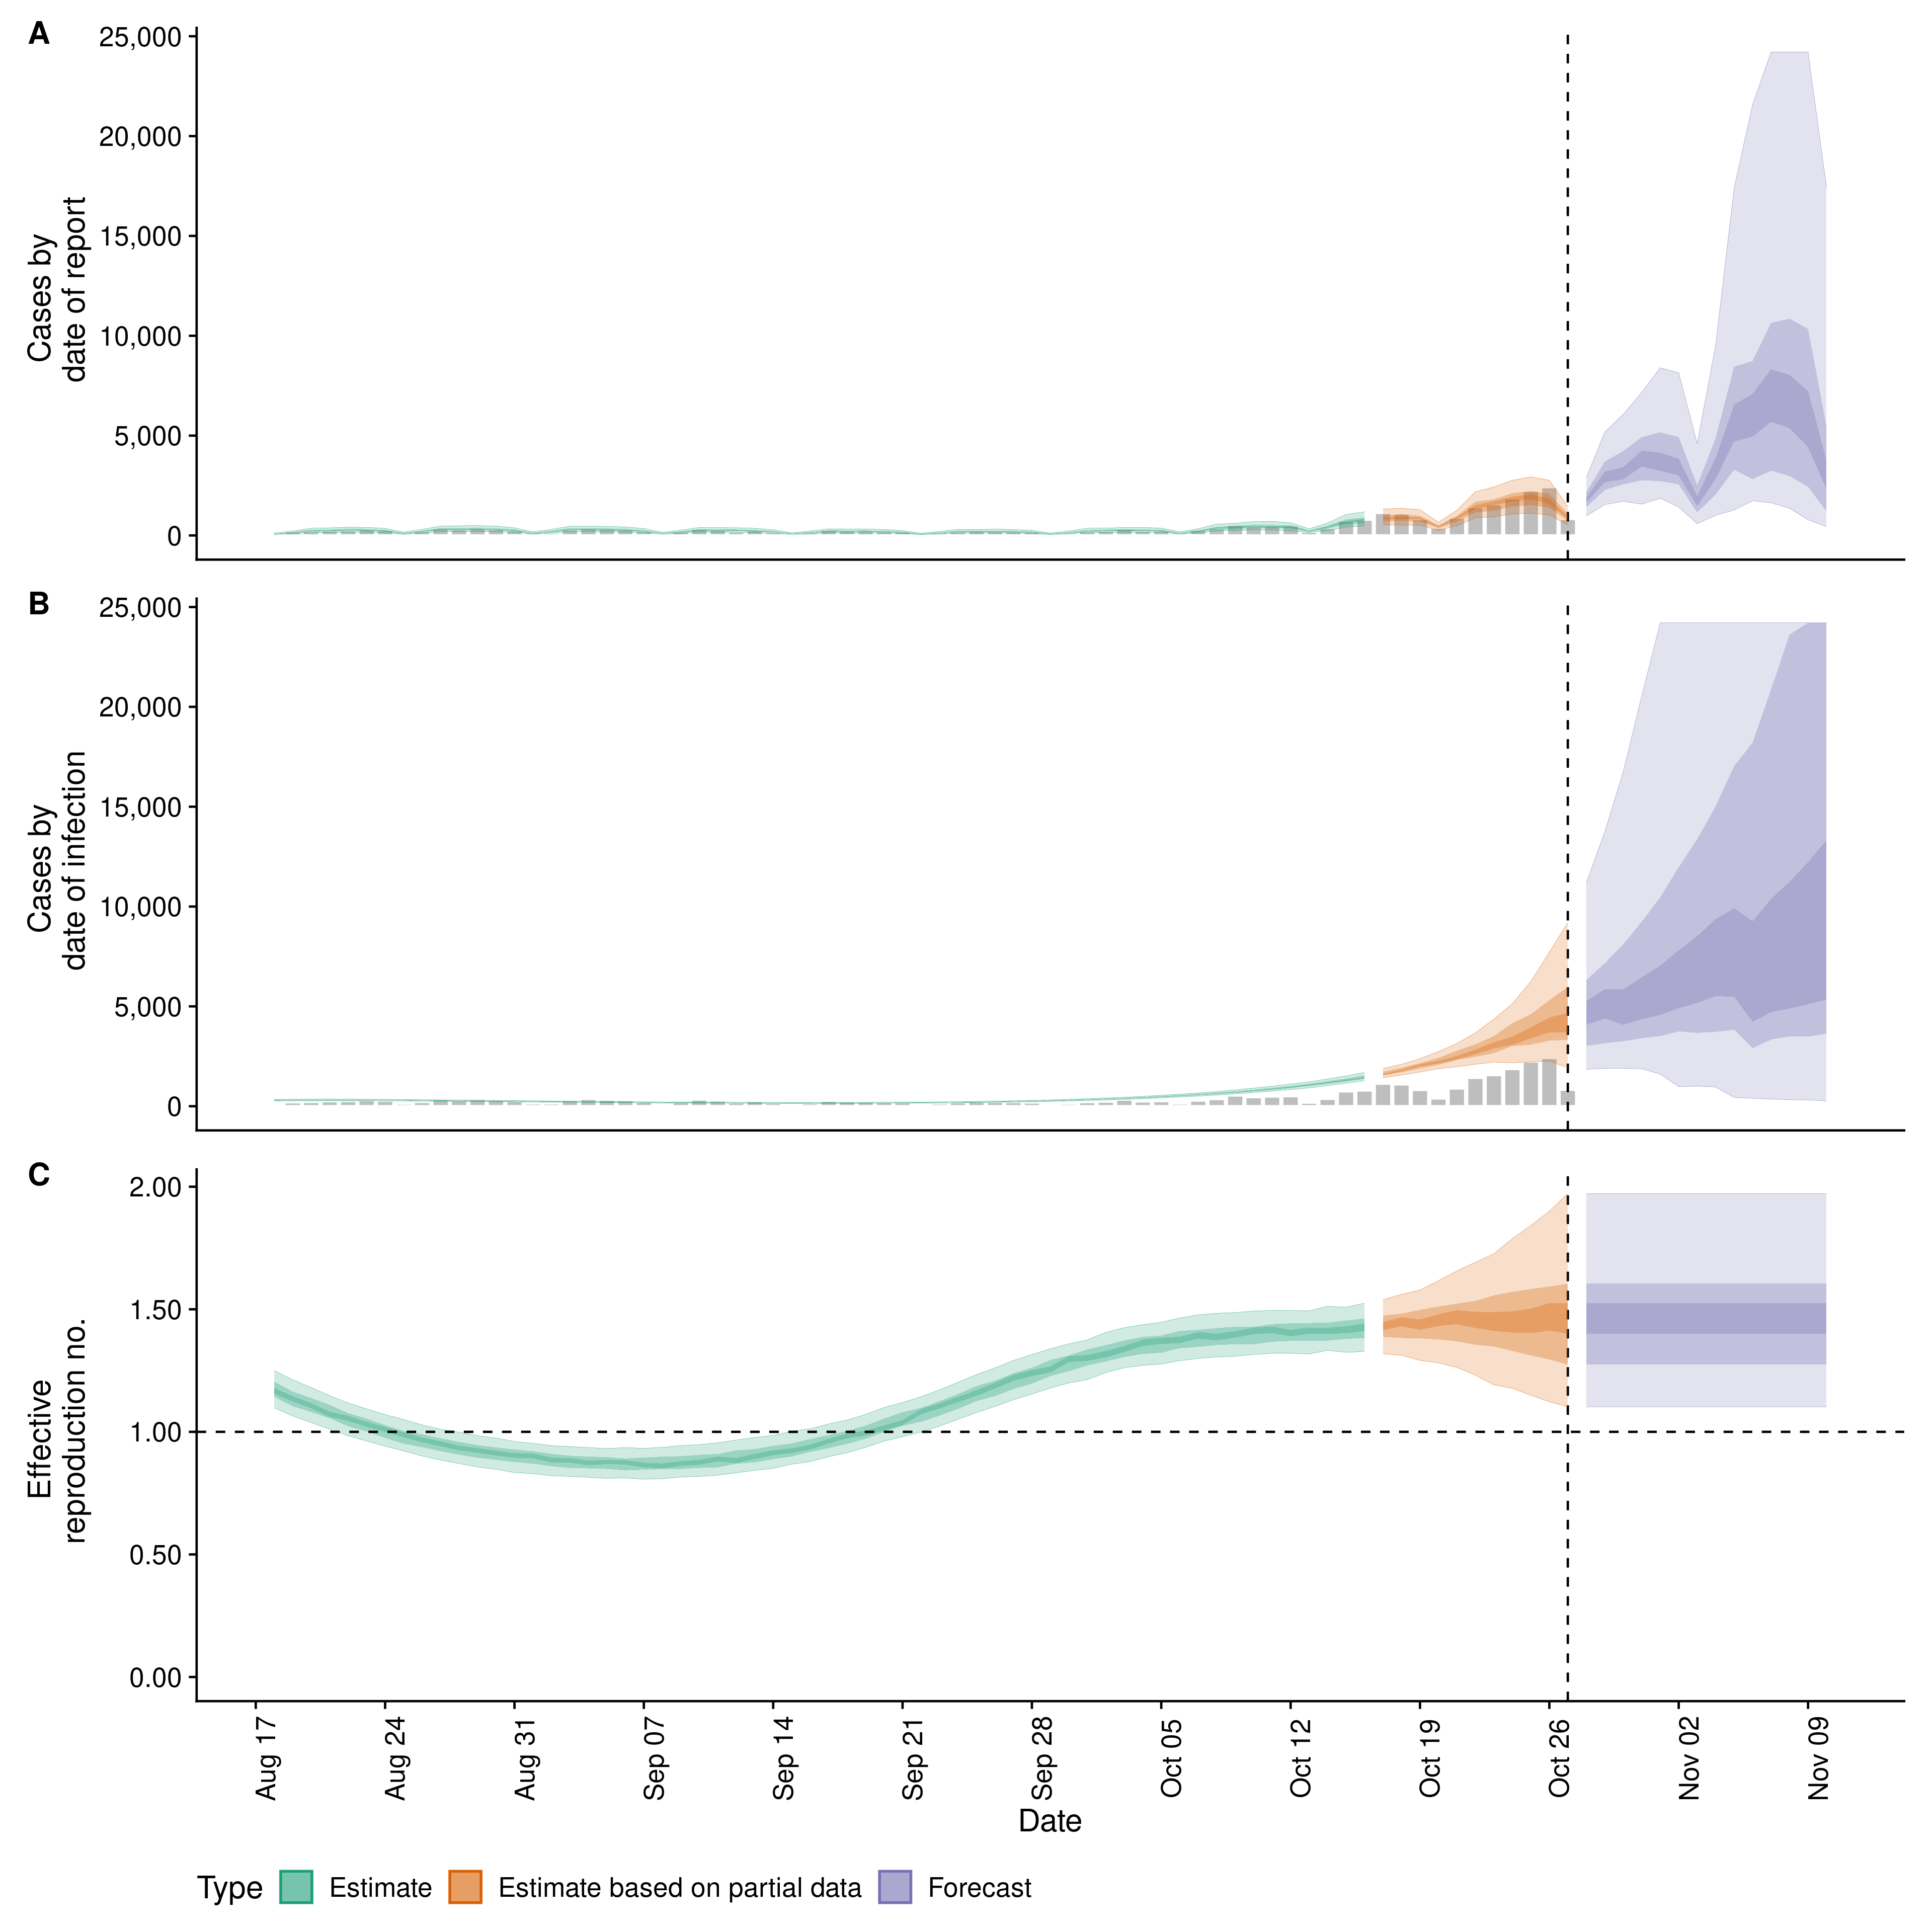 A
25,000
20,000
15,000
10,000
5,000
0
Cases by
date of report
B
25,000
20,000
15,000
10,000
5,000
0
Cases by
date of infection
C
2.00
1.50
1.00
0.50
0.00
Effective
reproduction no.
Aug 17
Aug 24
Aug 31
Sep 07
Sep 14
Sep 21
Sep 28
Oct 05
Oct 12
Oct 19
Oct 26
Nov 02
Nov 09
Date
Type Estimate Estimate based on partial data Forecast